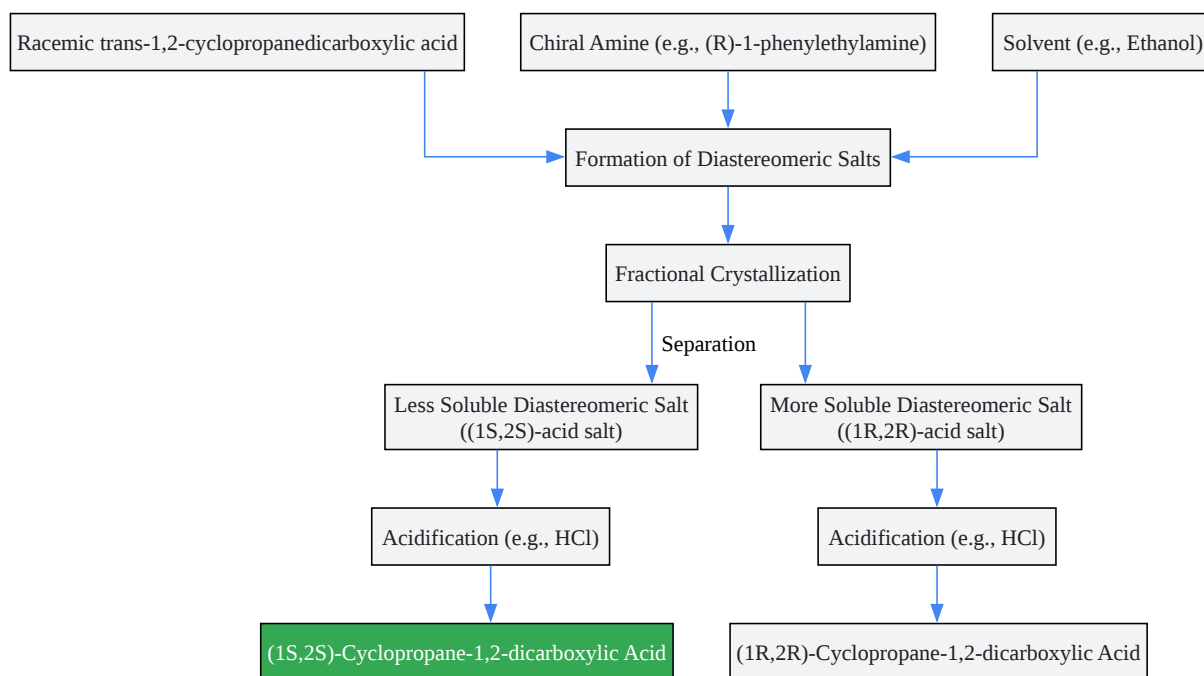 Racemic trans-1,2-cyclopropanedicarboxylic acid
Chiral Amine (e.g., (R)-1-phenylethylamine)
Solvent (e.g., Ethanol)
Formation of Diastereomeric Salts
Fractional Crystallization
Separation
Less Soluble Diastereomeric Salt
((1S,2S)-acid salt)
More Soluble Diastereomeric Salt
((1R,2R)-acid salt)
Acidification (e.g., HCl)
Acidification (e.g., HCl)
(1S,2S)-Cyclopropane-1,2-dicarboxylic Acid
(1R,2R)-Cyclopropane-1,2-dicarboxylic Acid